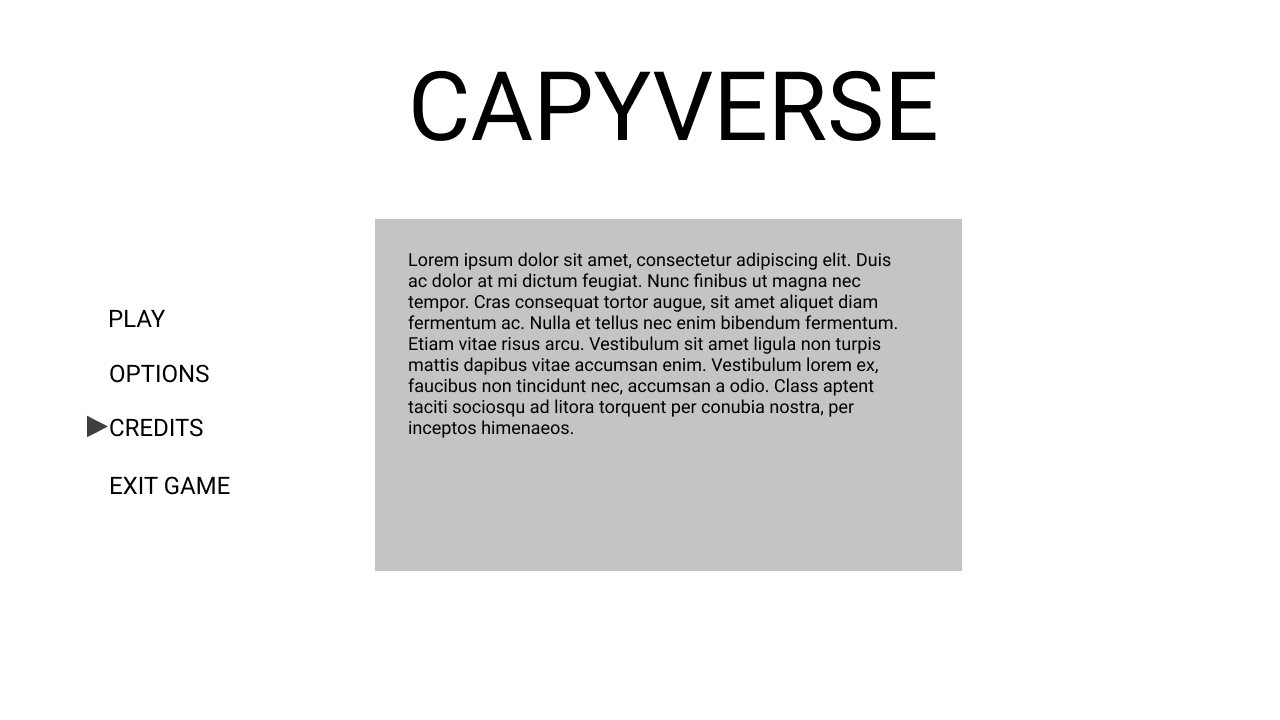 CAPYVERSE
Lorem ipsum dolor sit amet, consectetur adipiscing elit. Duis
ac dolor at mi dictum feugiat. Nunc finibus ut magna nec
tempor. Cras consequat tortor augue, sit amet aliquet diam
fermentum ac. Nulla et tellus nec enim bibendum fermentum.
Etiam vitae risus arcu. Vestibulum sit amet ligula non turpis
mattis dapibus vitae accumsan enim. Vestibulum lorem ex,
faucibus non tincidunt nec, accumsan a odio. Class aptent
taciti sociosqu ad litora torquent per conubia nostra, per
inceptos himenaeos.
PLAY
OPTIONS
CREDITS
EXIT GAME